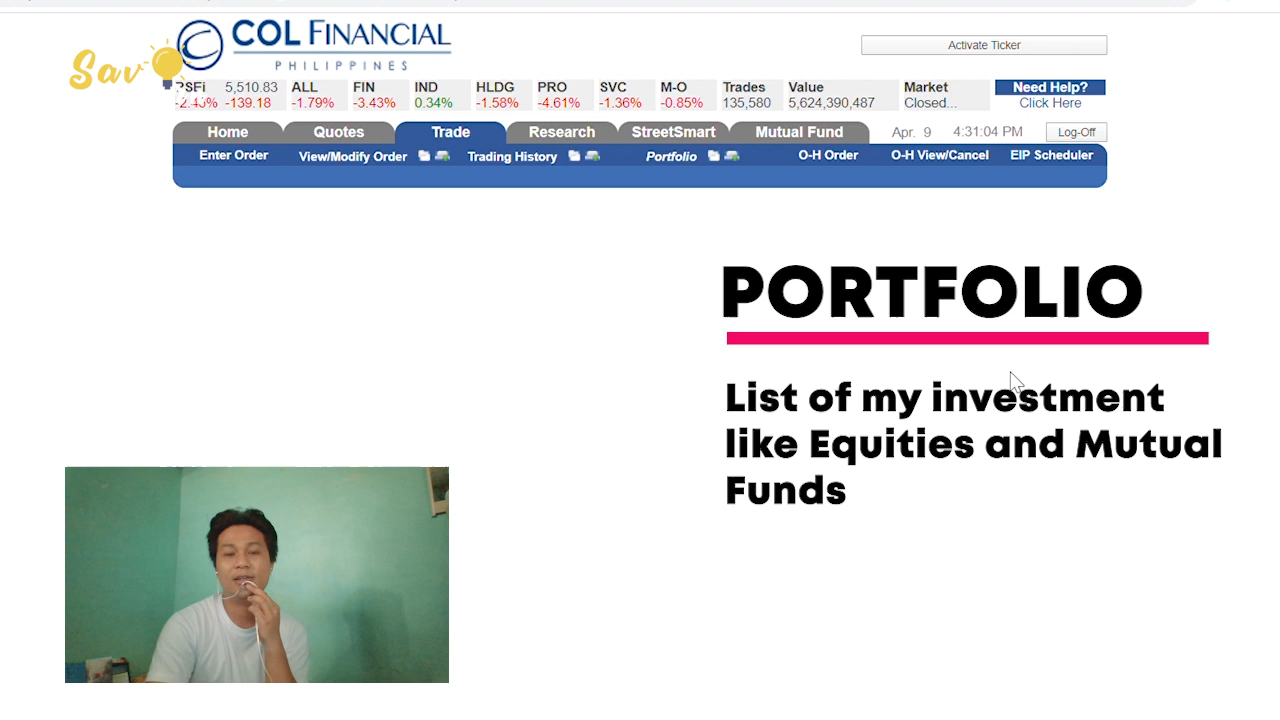 Sav
COL FINANCIAL
PHILIPPINES
Activate Ticker
PSEi 5,510.83 ALL FIN IND HLDG PRO SVC M-O Trades Value Market Need Help?
-2.46% -139.18 -1.79% -3.43% 0.34% -1.58% -4.61% -1.36% -0.85% 135,580 5,624,390,487 Closed... Click Here
Home Quotes Trade Research StreetSmart Mutual Fund Apr. 9 4:31:04 PM Log-Off
Enter Order View/Modify Order Trading History Portfolio O-H Order O-H View/Cancel EIP Scheduler
PORTFOLIO
List of my investment
like Equities and Mutual
Funds